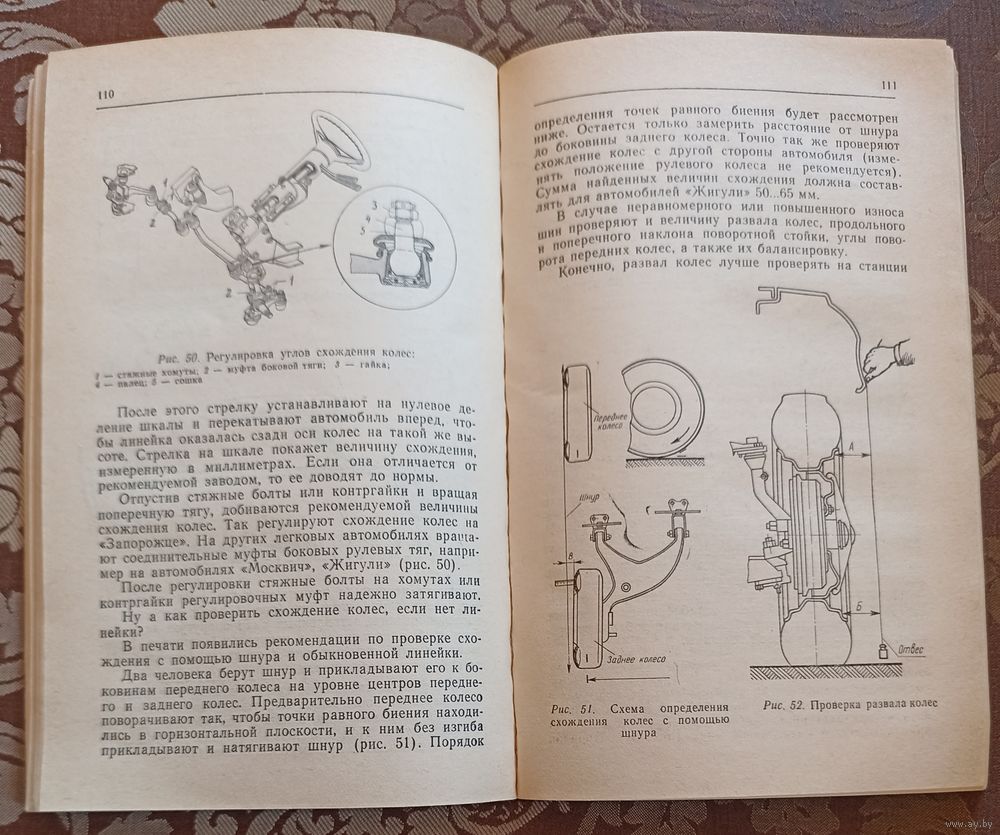 110
1
2
3
4
5
1
2
Рис. 50. Регулировка углов схождения колес:
1 — стяжные хомуты; 2 — муфта боковой тяги; 3 — гайка;
4 — палец; 5 — сошка
После этого стрелку устанавливают на нулевое де-
ление шкалы и перекатывают автомобиль вперед, что-
бы линейка оказалась сзади оси колес на такой же вы-
соте. Стрелка на шкале покажет величину схождения,
измеренную в миллиметрах. Если она отличается от
рекомендуемой заводом, то ее доводят до нормы.
Отпустив стяжные болты или контргайки и вращая
поперечную тягу, добиваются рекомендуемой величины
схождения колес. Так регулируют схождение колес на
«Запорожце». На других легковых автомобилях враща-
ют соединительные муфты боковых рулевых тяг, напри-
мер на автомобилях «Москвич», «Жигули» (рис. 50).
После регулировки стяжные болты на хомутах или
контргайки регулировочных муфт надежно затягивают.
Ну а как проверить схождение колес, если нет ли-
нейки?
В печати появились рекомендации по проверке схо-
ждения с помощью шнура и обыкновенной линейки.
Два человека берут шнур и прикладывают его к бо-
ковинам переднего колеса на уровне центров передне-
го и заднего колес. Предварительно переднее колесо
поворачивают так, чтобы точки равного биения находи-
лись в горизонтальной плоскости, и к ним без изгиба
прикладывают и натягивают шнур (рис. 51). Порядок
111
определения точек равного биения будет рассмотрен
ниже. Остается только замерить расстояние от шнура
до боковины заднего колеса. Точно так же проверяют
схождение колес с другой стороны автомобиля (изме-
нять положение рулевого колеса не рекомендуется).
Сумма найденных величин схождения должна состав-
лять для автомобилей «Жигули» 50...65 мм.
В случае неравномерного или повышенного износа
шин проверяют и величину развала колес, продольного
и поперечного наклона поворотной стойки, углы пово-
рота передних колес, а также их балансировку.
Конечно, развал колес лучше проверять на станции
Переднее
колесо
Шнур
В
Заднее колесо
А
Б
Отвес
Рис. 51. Схема определения
схождения колес с помощью
шнура
Рис. 52. Проверка развала колес
www.ay.by